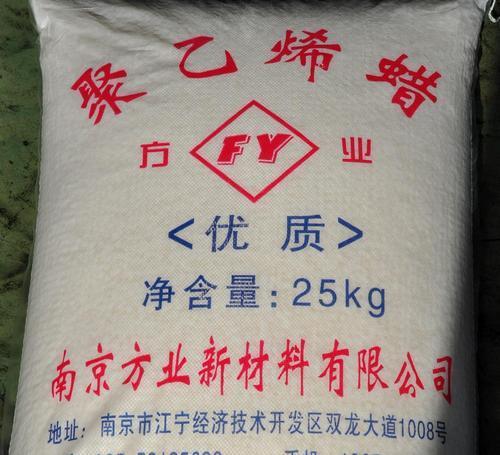 聚乙烯蜡
方 FY 业
<优质>
净含量:25kg
南京方业新材料有限公司
地址:南京市江宁经济技术开发区双龙大道1008号